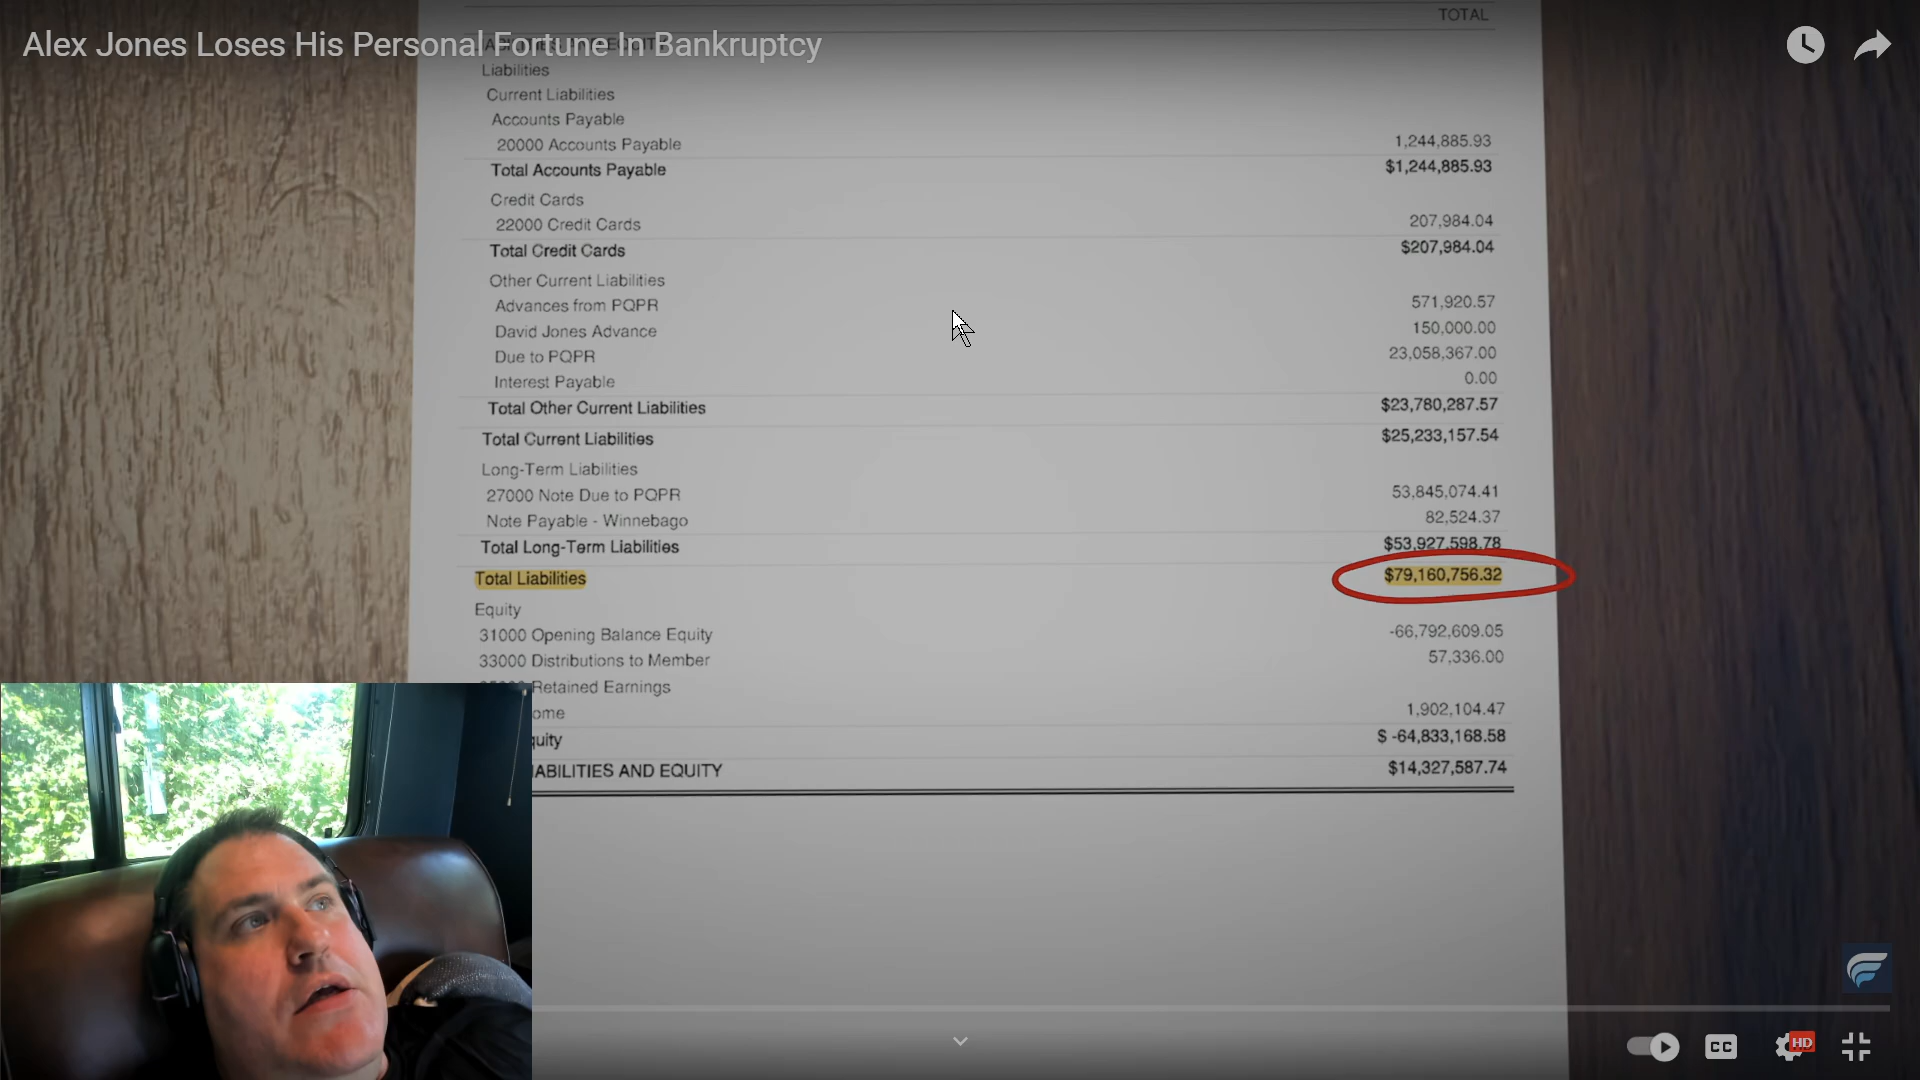 Alex Jones Loses His Personal Fortune In Bankruptcy
TOTAL
Liabilities
Current Liabilities
Accounts Payable
20000 Accounts Payable 1,244,885.93
Total Accounts Payable $1,244,885.93
Credit Cards
22000 Credit Cards 207,984.04
Total Credit Cards $207,984.04
Other Current Liabilities
Advances from PQPR 571,920.57
David Jones Advance 150,000.00
Due to PQPR 23,058,367.00
Interest Payable 0.00
Total Other Current Liabilities $23,780,287.57
Total Current Liabilities $25,233,157.54
Long-Term Liabilities
27000 Note Due to PQPR 53,845,074.41
Note Payable - Winnebago 82,524.37
Total Long-Term Liabilities $53,927,598.78
Total Liabilities $79,160,756.32
Equity
31000 Opening Balance Equity -66,792,609.05
33000 Distributions to Member 57,336.00
Retained Earnings
ome 1,902,104.47
quity $ -64,833,168.58
ABILITIES AND EQUITY $14,327,587.74
CC
HD